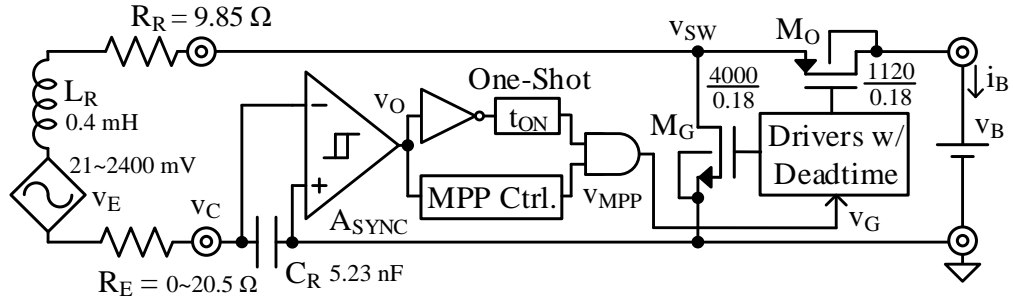 R_R = 9.85 Ω
v_SW
M_O
L_R
0.4 mH
One-Shot
4000
0.18
1120
0.18
i_B
−
v_O
t_ON
M_G
Drivers w/
Deadtime
v_B
21~2400 mV
v_E
+
MPP Ctrl.
v_MPP
v_C
A_SYNC
v_G
R_E = 0~20.5 Ω
C_R 5.23 nF